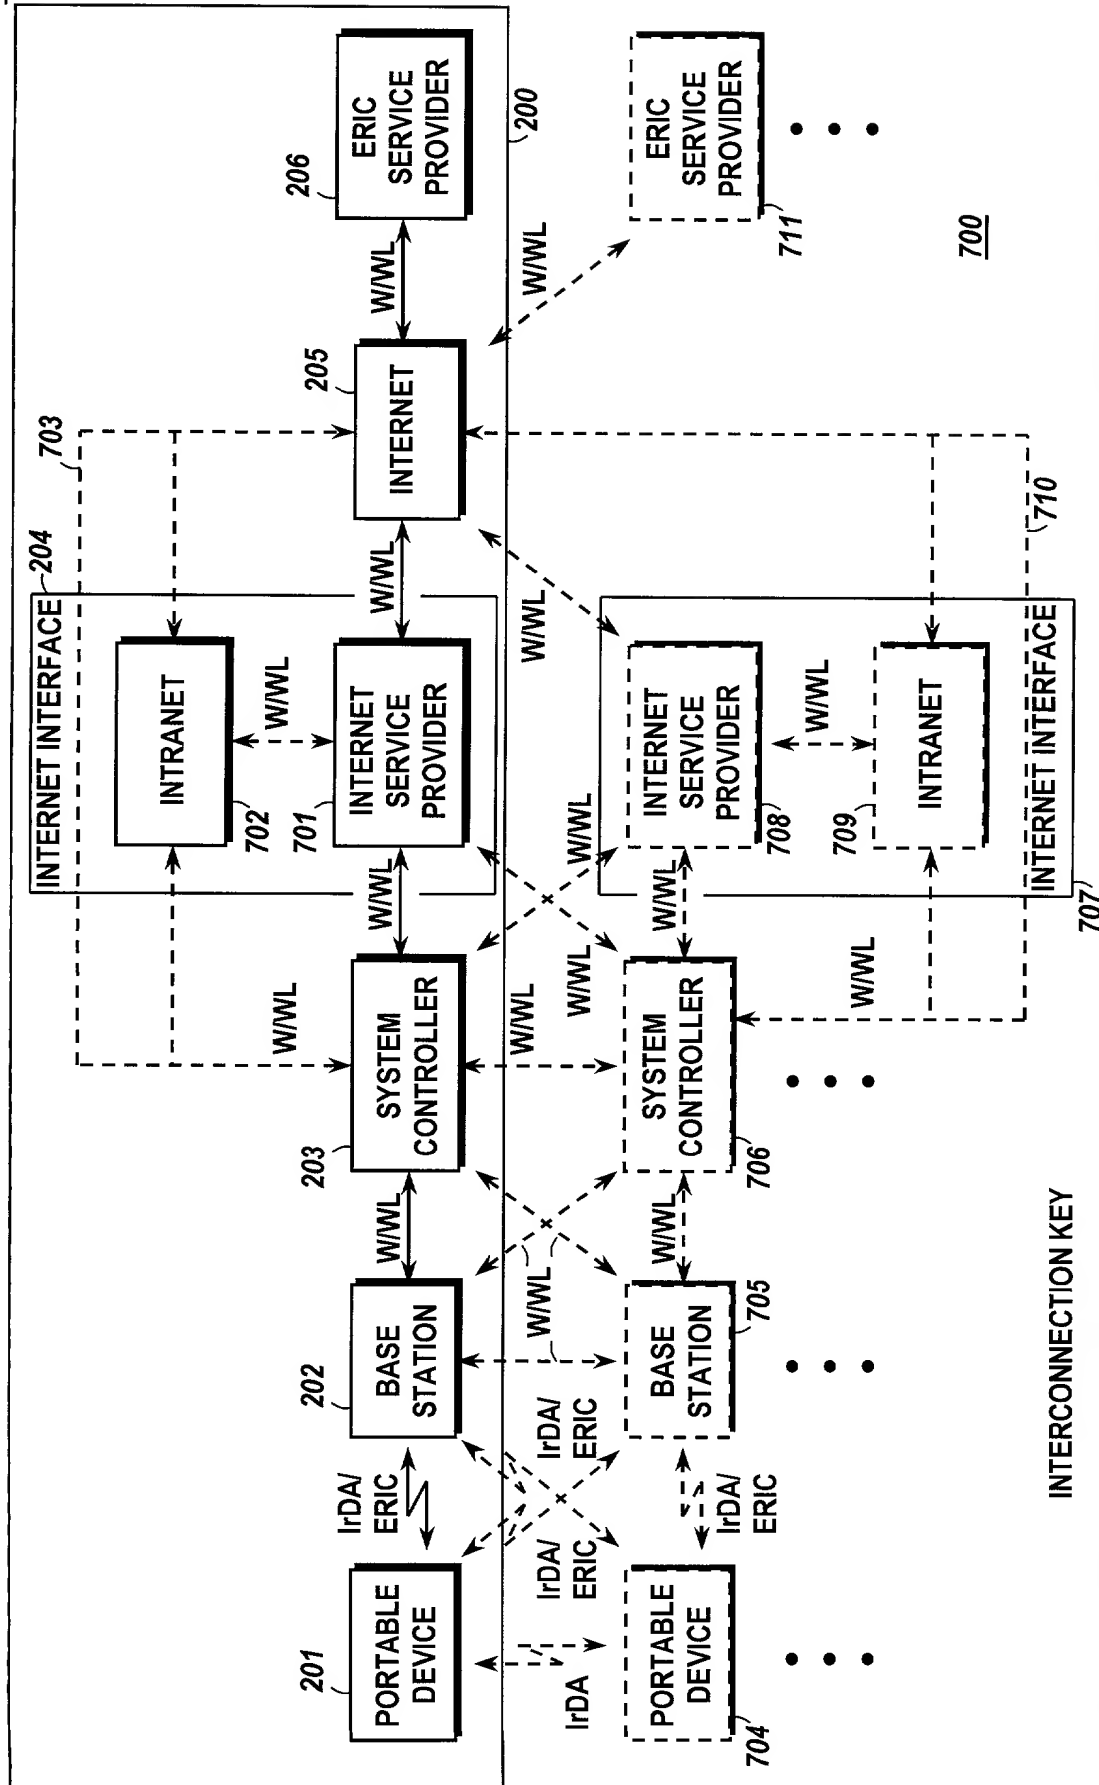 INTERNET INTERFACE
204
703
INTRANET
702
W/WL
W/WL
701
INTERNET
SERVICE
PROVIDER
201
PORTABLE
DEVICE
IrDA/
ERIC
202
BASE
STATION
W/WL
203
SYSTEM
CONTROLLER
W/WL
W/WL
205
INTERNET
W/WL
206
ERIC
SERVICE
PROVIDER
200
IrDA
IrDA/
ERIC
IrDA/
ERIC
W/WL
W/WL
W/WL
W/WL
W/WL
W/WL
704
PORTABLE
DEVICE
IrDA/
ERIC
705
BASE
STATION
W/WL
706
SYSTEM
CONTROLLER
W/WL
708
INTERNET
SERVICE
PROVIDER
711
ERIC
SERVICE
PROVIDER
W/WL
W/WL
709
INTRANET
710
INTERNET INTERFACE
707
700
INTERCONNECTION KEY